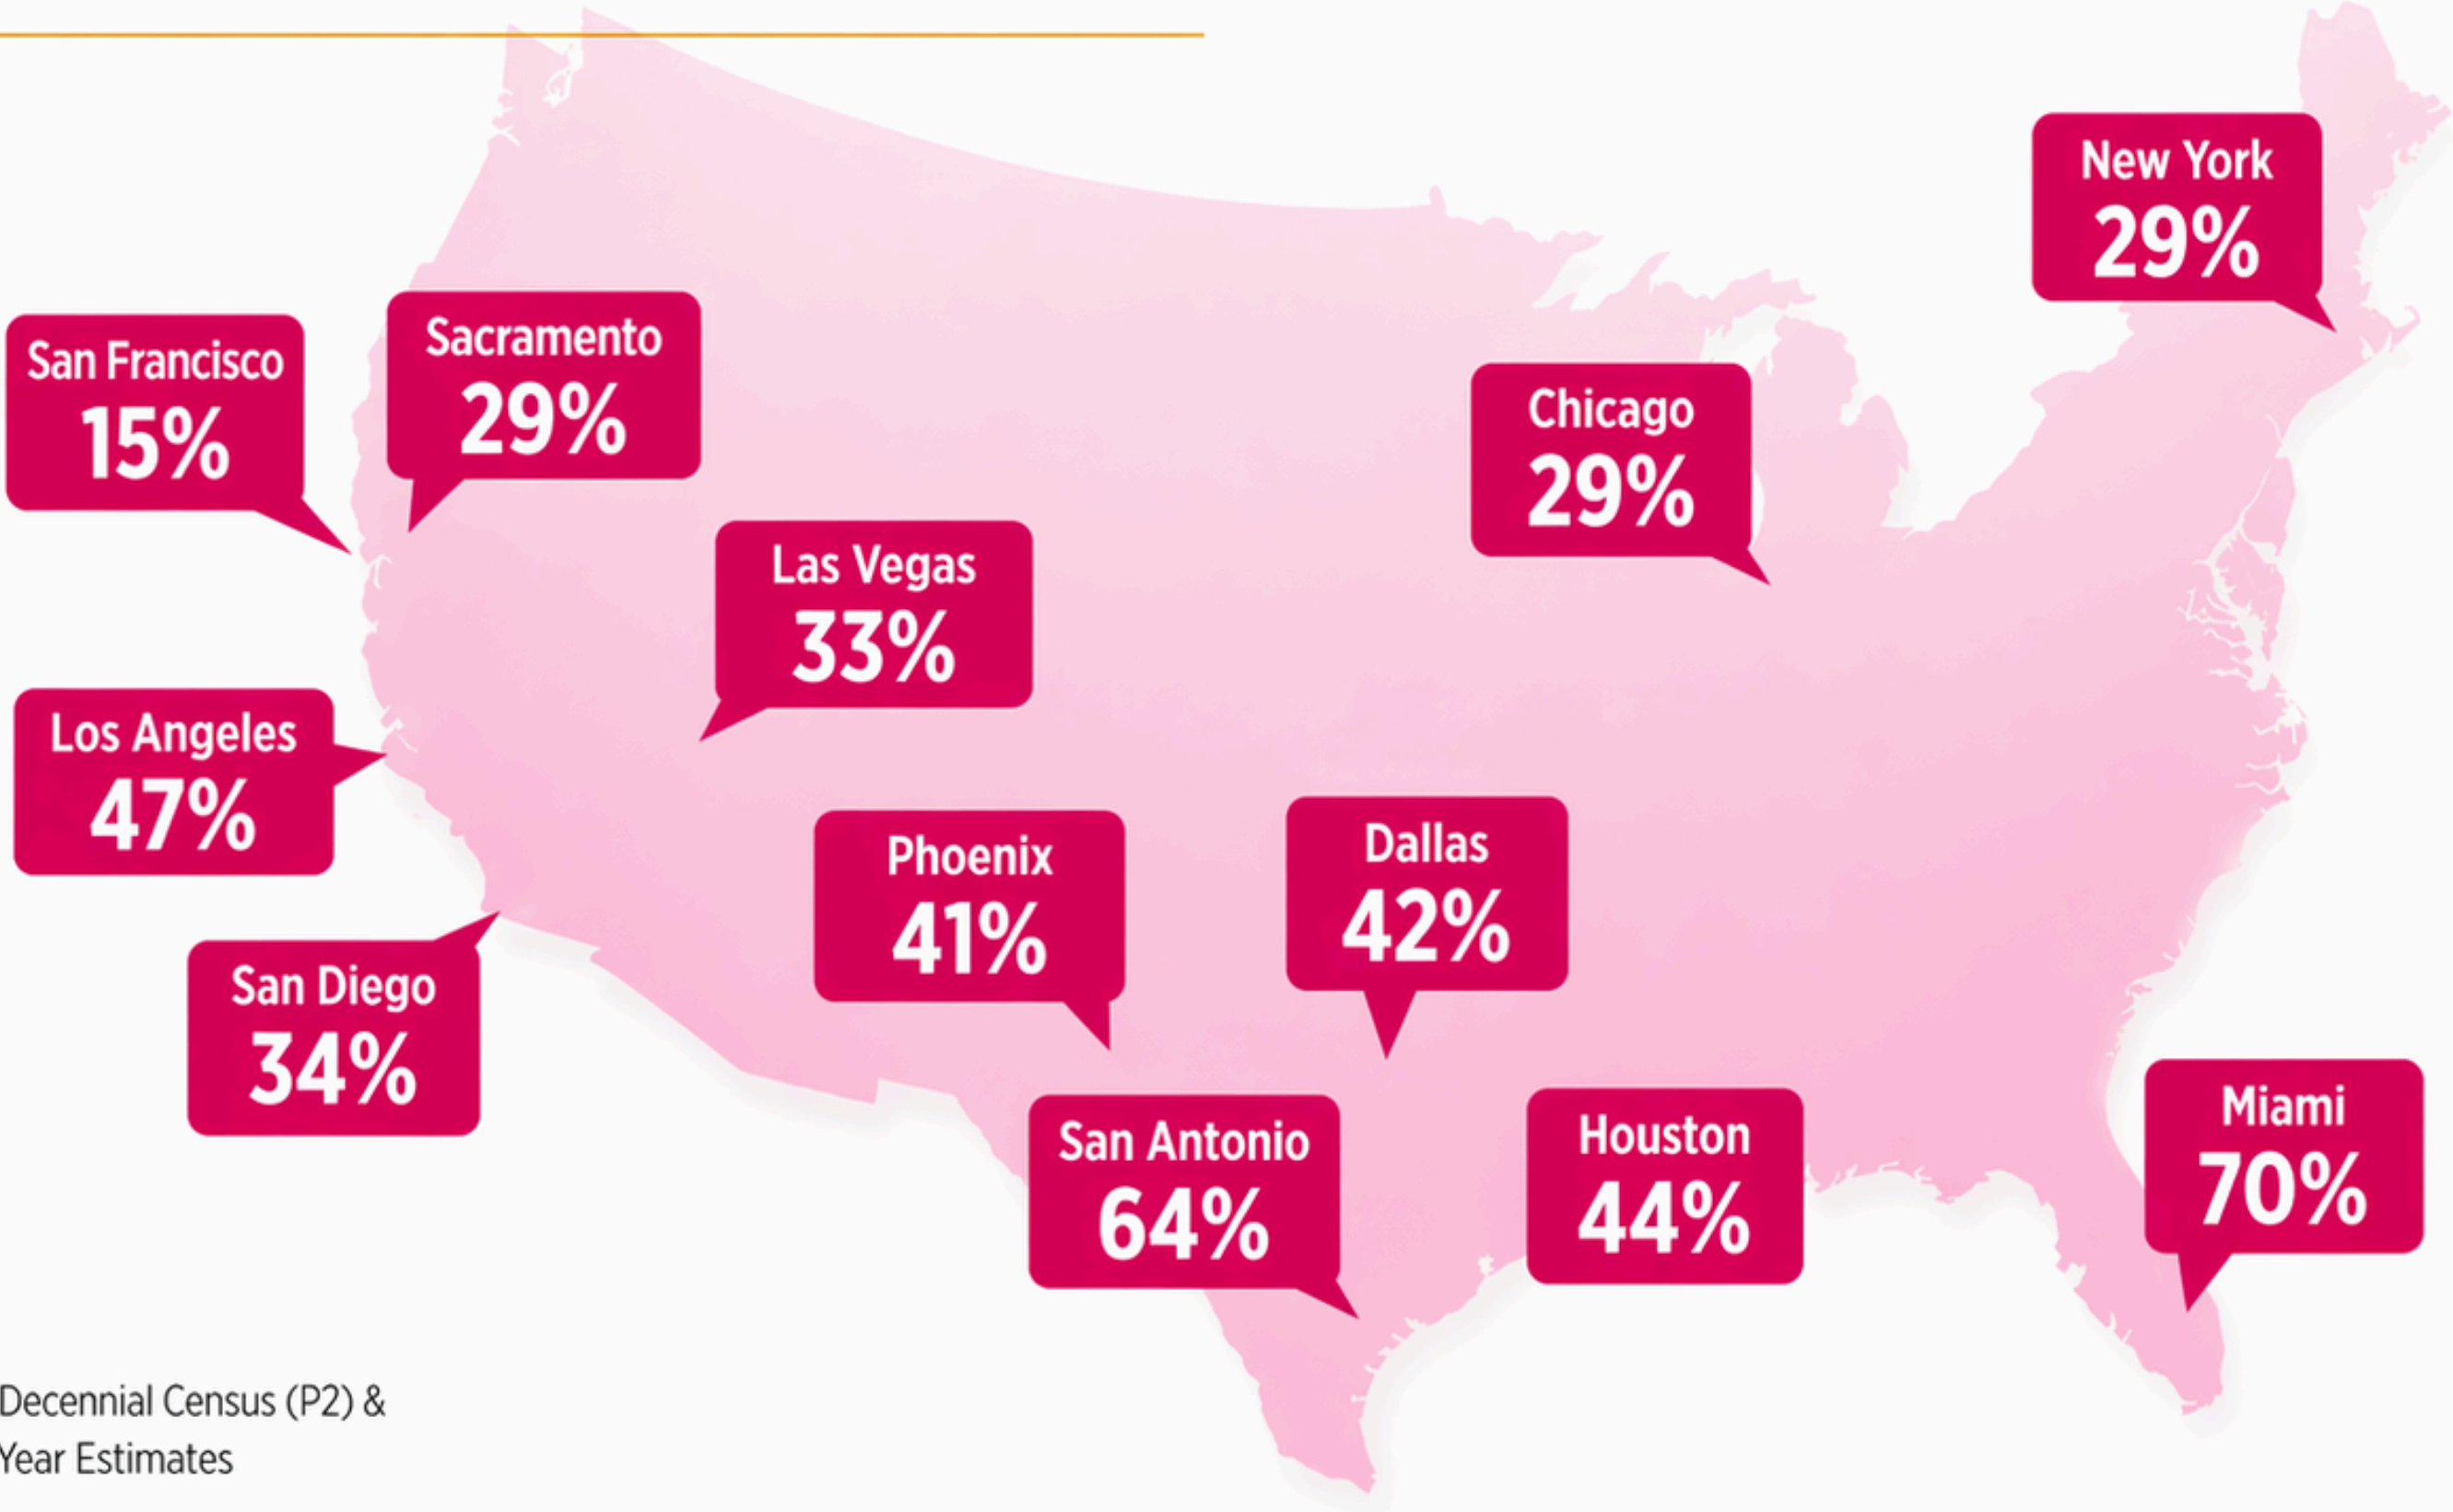 New York
29%
San Francisco
15%
Sacramento
29%
Chicago
29%
Las Vegas
33%
Los Angeles
47%
Phoenix
41%
Dallas
42%
San Diego
34%
San Antonio
64%
Houston
44%
Miami
70%
Decennial Census (P2) &
Year Estimates